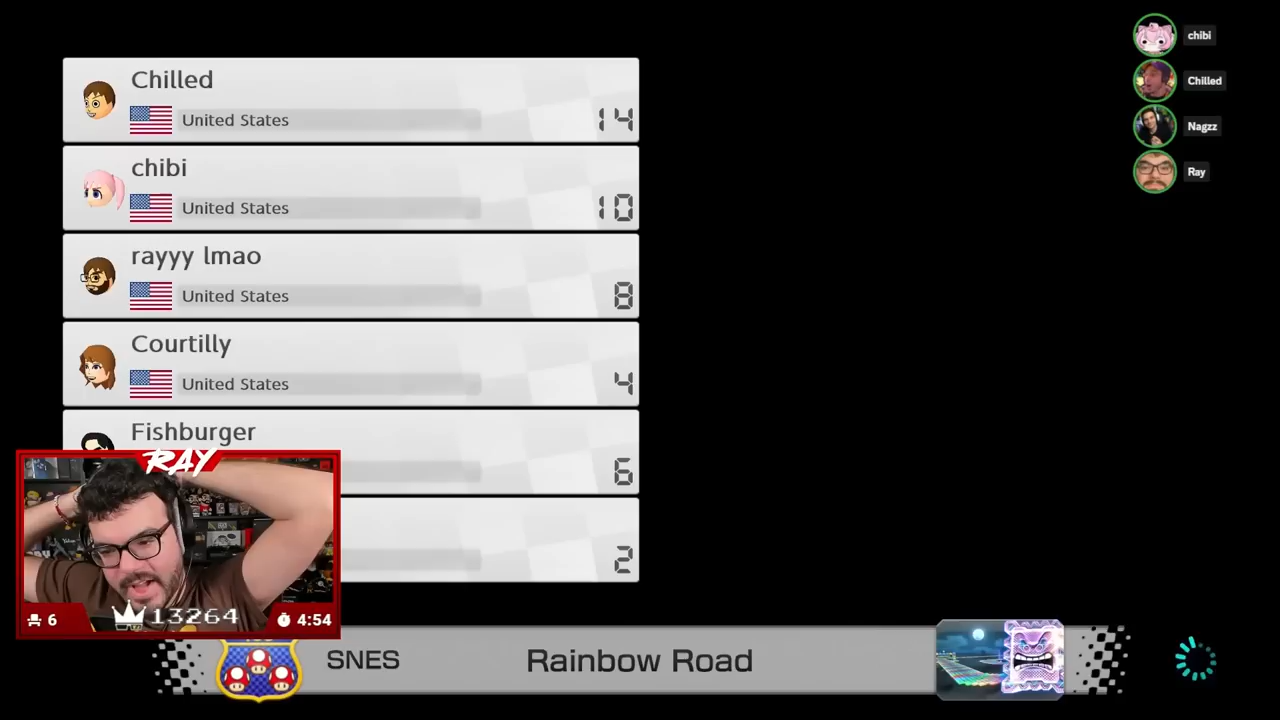 Chilled
United States
14
chibi
United States
10
rayyy lmao
United States
8
Courtilly
United States
4
Fishburger
6
2
RAY
6
13264
4:54
SNES
Rainbow Road
chibi
Chilled
Nagzz
Ray